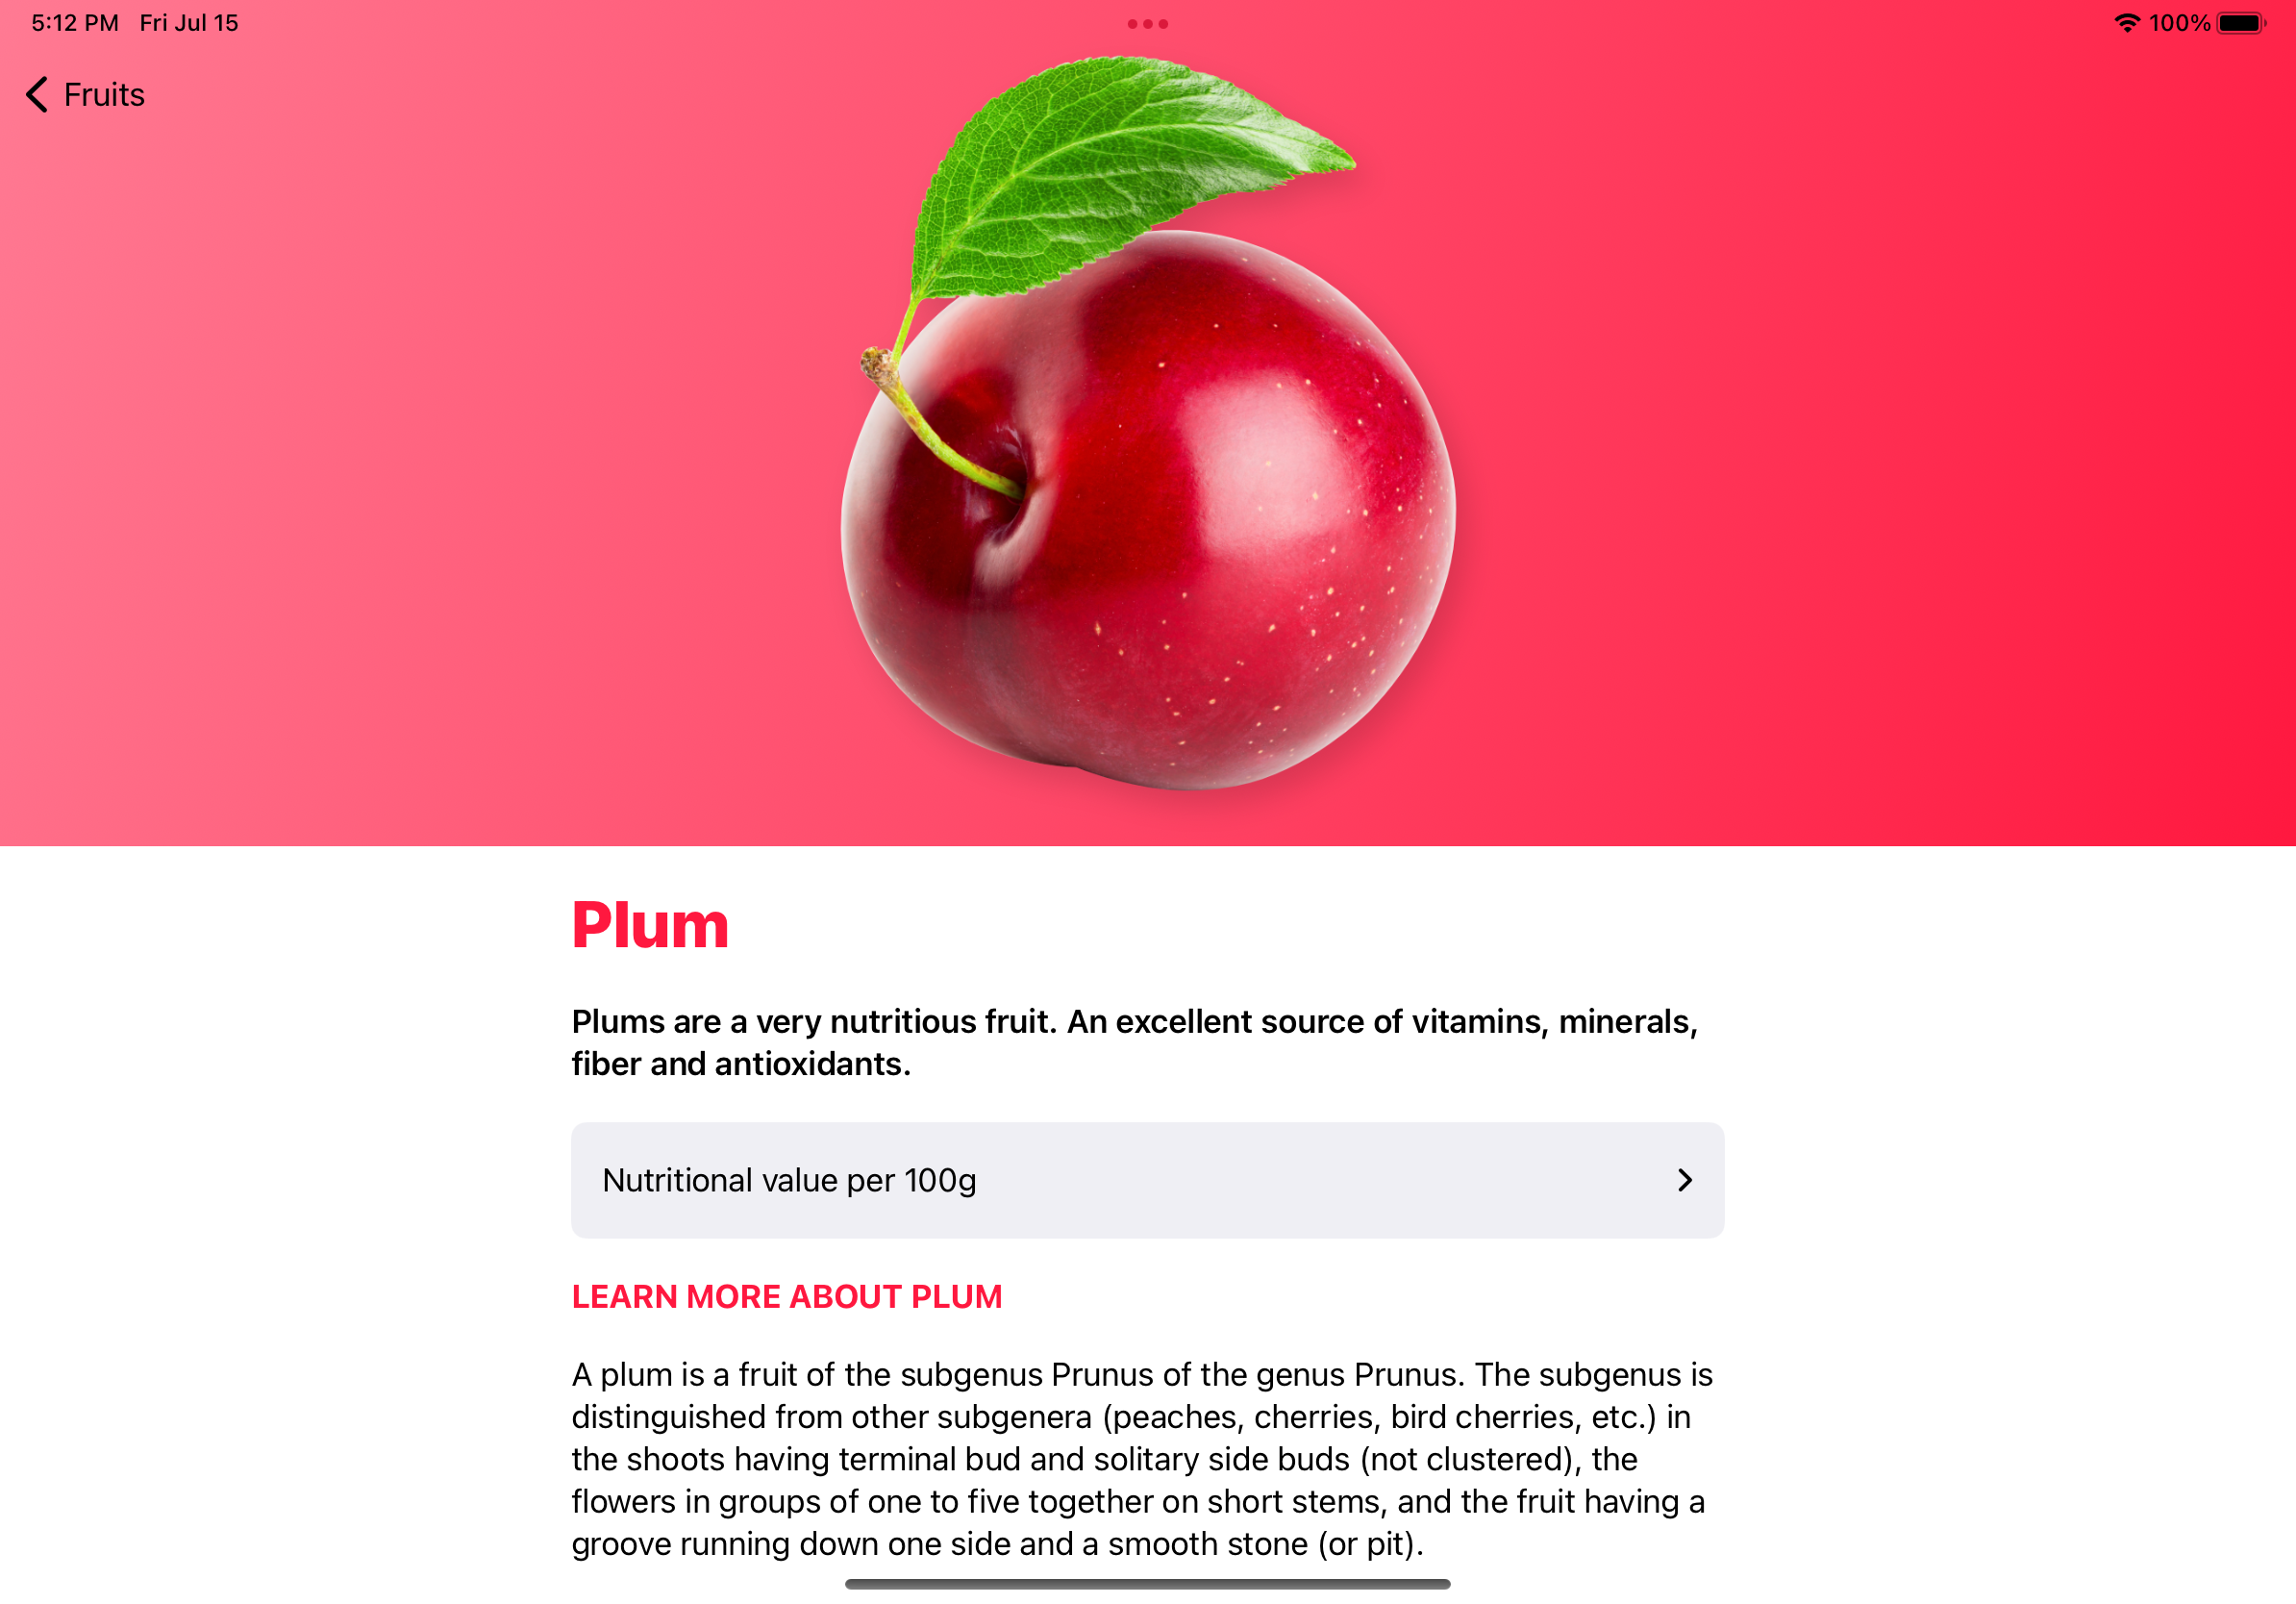 5:12 PM Fri Jul 15
100%
Fruits
Plum
Plums are a very nutritious fruit. An excellent source of vitamins, minerals,
fiber and antioxidants.
Nutritional value per 100g
LEARN MORE ABOUT PLUM
A plum is a fruit of the subgenus Prunus of the genus Prunus. The subgenus is
distinguished from other subgenera (peaches, cherries, bird cherries, etc.) in
the shoots having terminal bud and solitary side buds (not clustered), the
flowers in groups of one to five together on short stems, and the fruit having a
groove running down one side and a smooth stone (or pit).